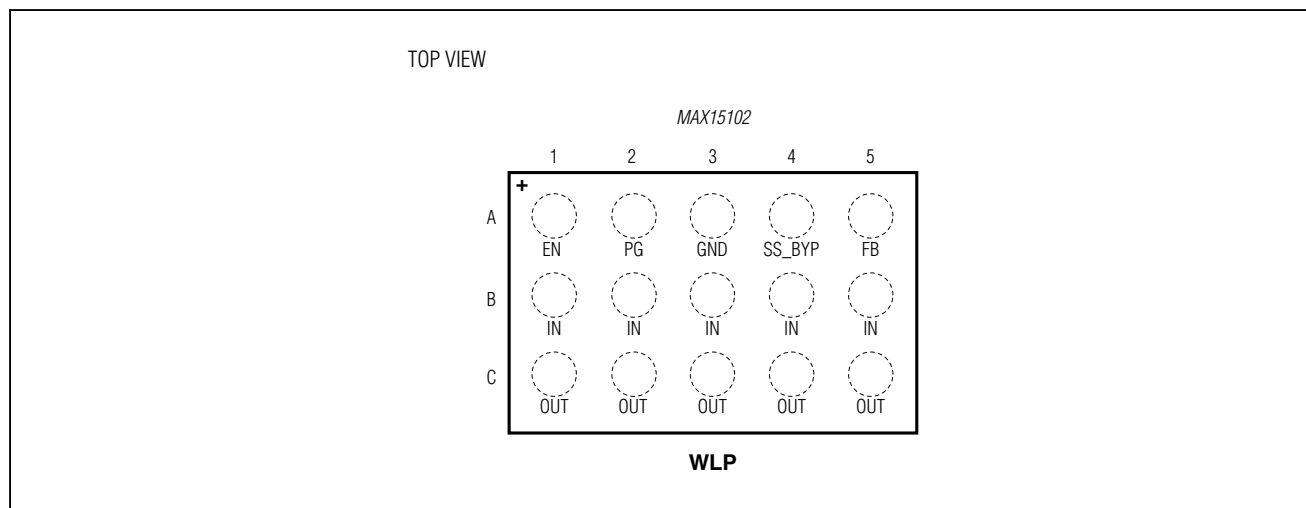 TOP VIEW
MAX15102
1 2 3 4 5
+
A
EN PG GND SS_BYP FB
B
IN IN IN IN IN
C
OUT OUT OUT OUT OUT
WLP